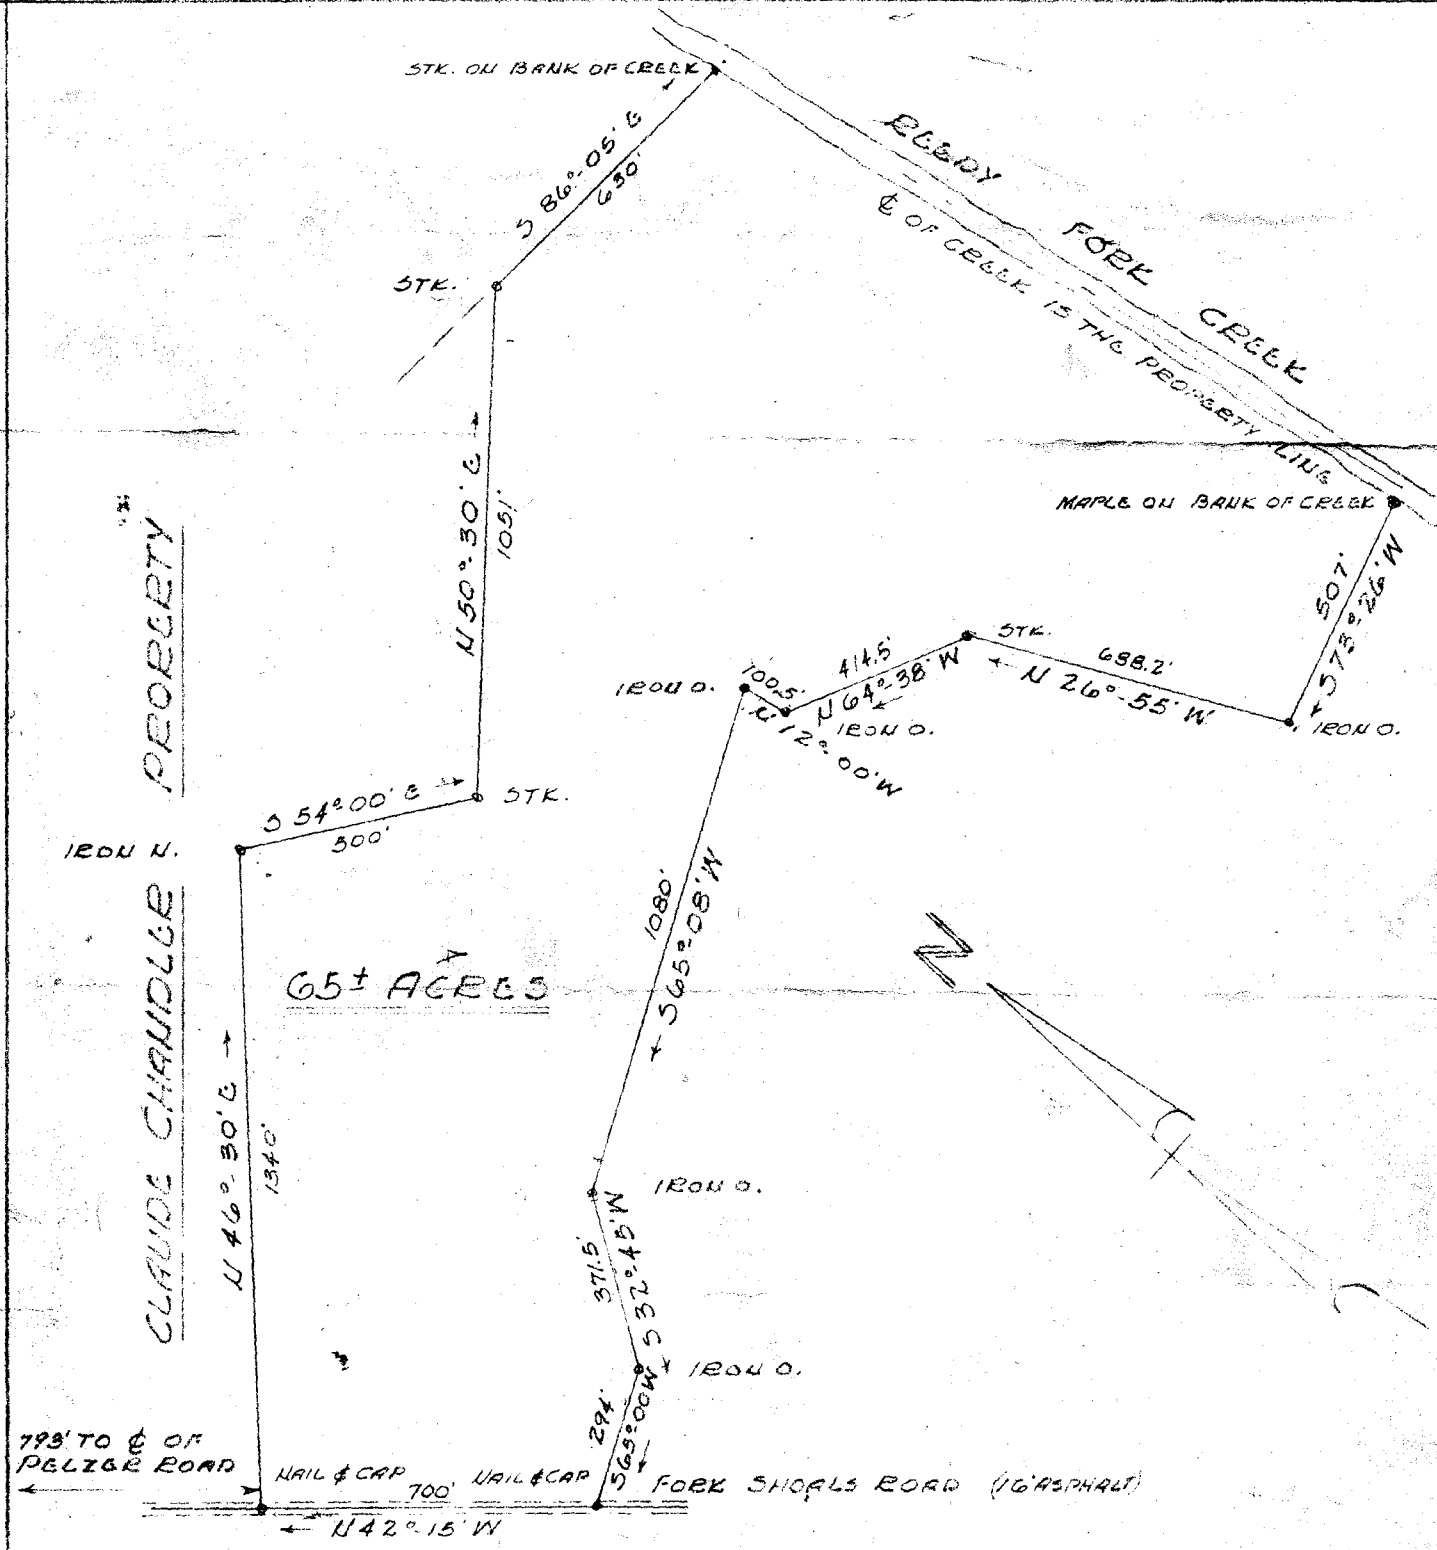 STK. ON BANK OF CREEK
REEDY FORK CREEK
℄ OF CREEK IS THE PROPERTY LINE
S 86°-05' E
630'
STK.
N 50°-30' E
1051'
MAPLE ON BANK OF CREEK
507'
S 73°-26' W
STK.
688.2'
N 26°-55' W
IRON O.
414.5'
N 64°-38' W
IRON O.
100.5'
N 12°-00' W
IRON O.
S 54°00' E
500'
STK.
IRON N.
CLAUDE CHANDLER PROPERTY
1080'
S 65°-08' W
65± ACRES
N
N 46°-30' E
1340'
IRON O.
371.5'
S 32°-45' W
IRON O.
294'
S 65°-00 W
793' TO ℄ OF
PELZER ROAD
NAIL & CAP
700'
NAIL & CAP
FORK SHOALS ROAD (16' ASPHALT)
N 42°-15' W